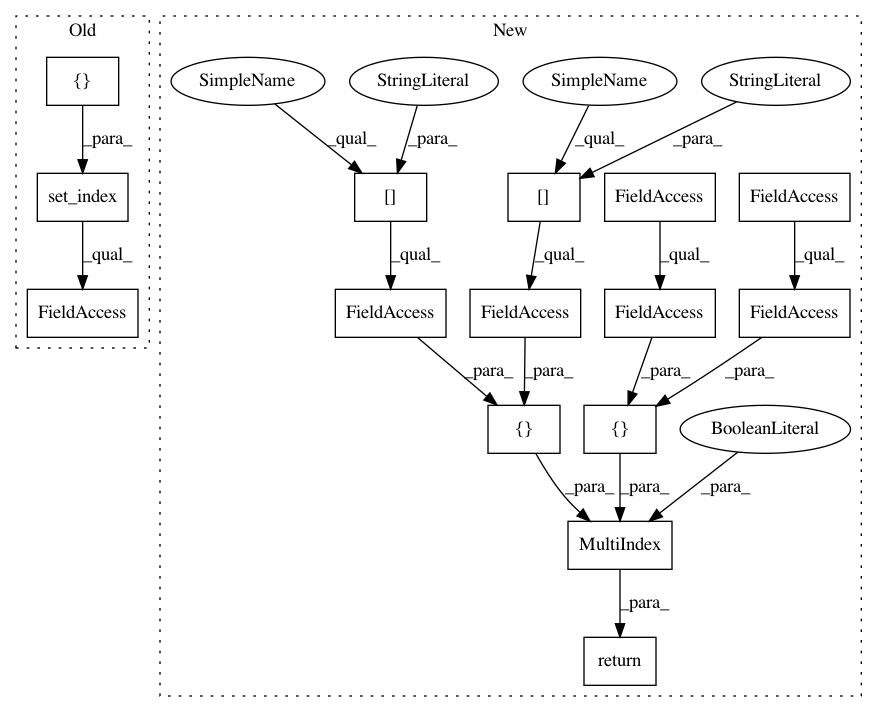 Old
New
{}
SimpleName
StringLiteral
SimpleName
StringLiteral
_para_
_qual_
_para_
_qual_
_para_
set_index
[]
[]
FieldAccess
FieldAccess
_qual_
_qual_
_qual_
_qual_
_qual_
FieldAccess
FieldAccess
FieldAccess
FieldAccess
FieldAccess
_para_
_para_
_para_
_para_
{}
{}
BooleanLiteral
_para_
_para_
_para_
MultiIndex
_para_
return